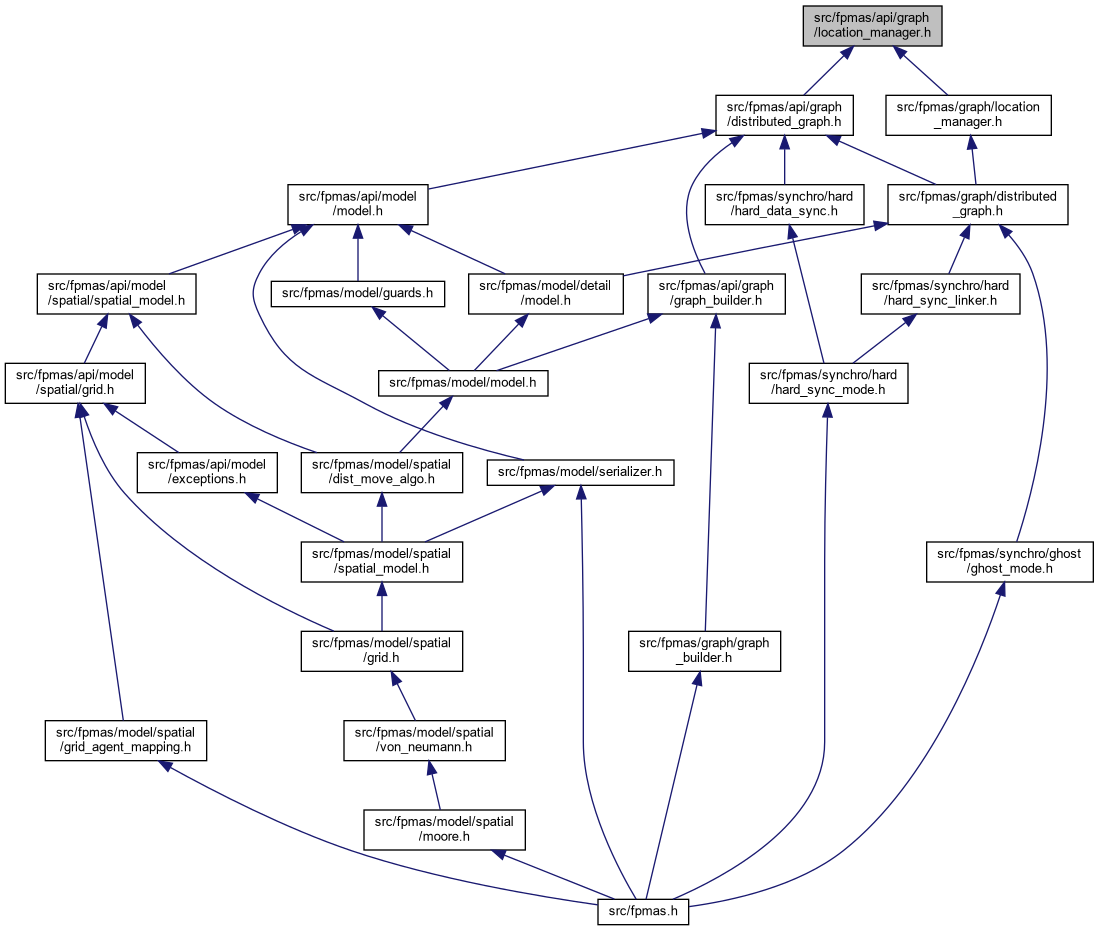 src/fpmas/api/graph
/location_manager.h
src/fpmas/api/graph
/distributed_graph.h
src/fpmas/graph/location
_manager.h
src/fpmas/api/model
/model.h
src/fpmas/synchro/hard
/hard_data_sync.h
src/fpmas/graph/distributed
_graph.h
src/fpmas/api/model
/spatial/spatial_model.h
src/fpmas/model/guards.h
src/fpmas/model/detail
/model.h
src/fpmas/api/graph
/graph_builder.h
src/fpmas/synchro/hard
/hard_sync_linker.h
src/fpmas/api/model
/spatial/grid.h
src/fpmas/model/model.h
src/fpmas/synchro/hard
/hard_sync_mode.h
src/fpmas/api/model
/exceptions.h
src/fpmas/model/spatial
/dist_move_algo.h
src/fpmas/model/serializer.h
src/fpmas/model/spatial
/spatial_model.h
src/fpmas/synchro/ghost
/ghost_mode.h
src/fpmas/model/spatial
/grid.h
src/fpmas/graph/graph
_builder.h
src/fpmas/model/spatial
/grid_agent_mapping.h
src/fpmas/model/spatial
/von_neumann.h
src/fpmas/model/spatial
/moore.h
src/fpmas.h